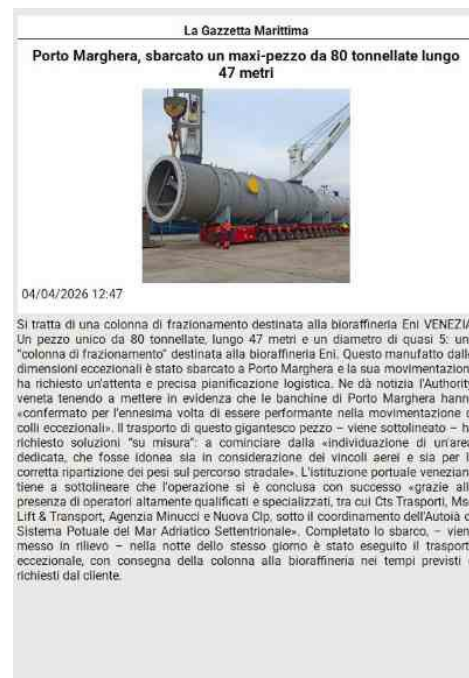 La Gazzetta Marittima
Porto Marghera, sbarcato un maxi-pezzo da 80 tonnellate lungo
47 metri
04/04/2026 12:47
Si tratta di una colonna di frazionamento destinata alla bioraffineria Eni VENEZIA
Un pezzo unico da 80 tonnellate, lungo 47 metri e un diametro di quasi 5: un
"colonna di frazionamento" destinata alla bioraffineria Eni. Questo manufatto dalle
dimensioni eccezionali è stato sbarcato a Porto Marghera e la sua movimentazion
ha richiesto un'attenta e precisa pianificazione logistica. Ne dà notizia l'Authority
veneta tenendo a mettere in evidenza che le banchine di Porto Marghera hann
«confermato per l'ennesima volta di essere performante nella movimentazione d
colli eccezionali». Il trasporto di questo gigantesco pezzo – viene sottolineato – h
richiesto soluzioni "su misura": a cominciare dalla «individuazione di un'area
dedicata, che fosse idonea sia in considerazione dei vincoli aerei e sia per l
corretta ripartizione dei pesi sul percorso stradale». L'istituzione portuale venezian
tiene a sottolineare che l'operazione si è conclusa con successo «grazie all
presenza di operatori altamente qualificati e specializzati, tra cui Cts Trasporti, Msc
Lift & Transport, Agenzia Minucci e Nuova Clp, sotto il coordinamento dell'Autoià d
Sistema Potuale del Mar Adriatico Settentrionale». Completato lo sbarco, – vien
messo in rilievo – nella notte dello stesso giorno è stato eseguito il trasport
eccezionale, con consegna della colonna alla bioraffineria nei tempi previsti e
richiesti dal cliente.